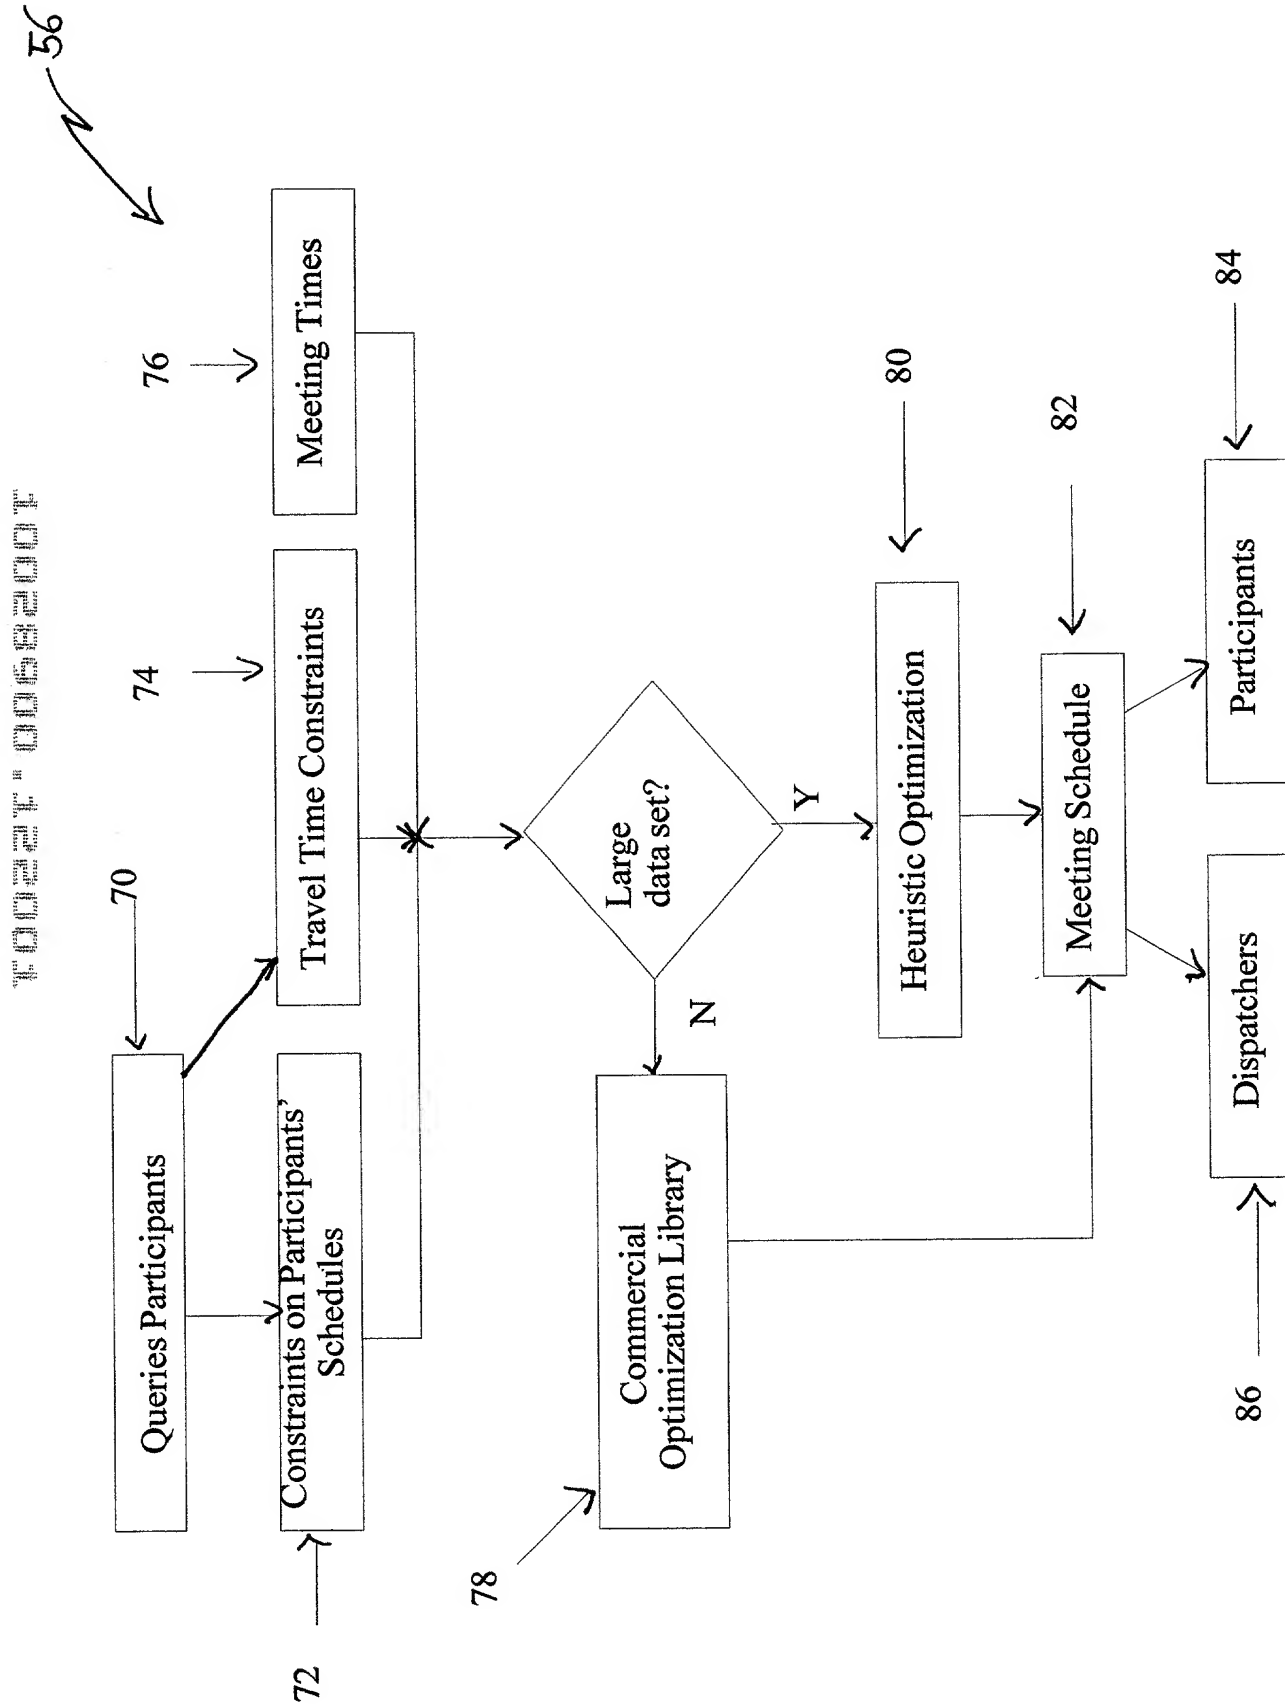 56
70
Queries Participants
72
Constraints on Participants'
Schedules
74
Travel Time Constraints
76
Meeting Times
Large
data set?
N
Y
78
Commercial
Optimization Library
80
Heuristic Optimization
82
Meeting Schedule
86
Dispatchers
84
Participants